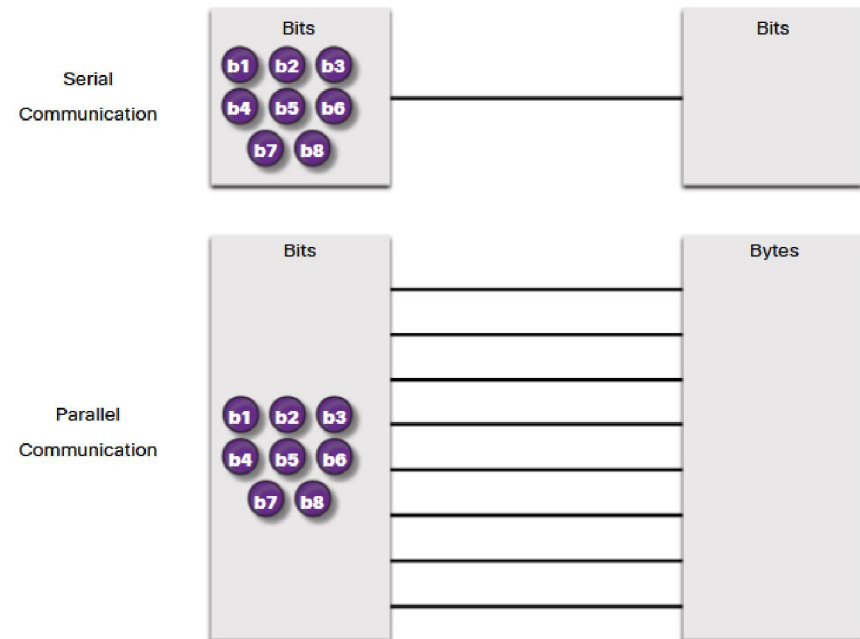 Serial
Communication
Bits
b1 b2 b3
b4 b5 b6
b7 b8
Bits
Parallel
Communication
Bits
b1 b2 b3
b4 b5 b6
b7 b8
Bytes